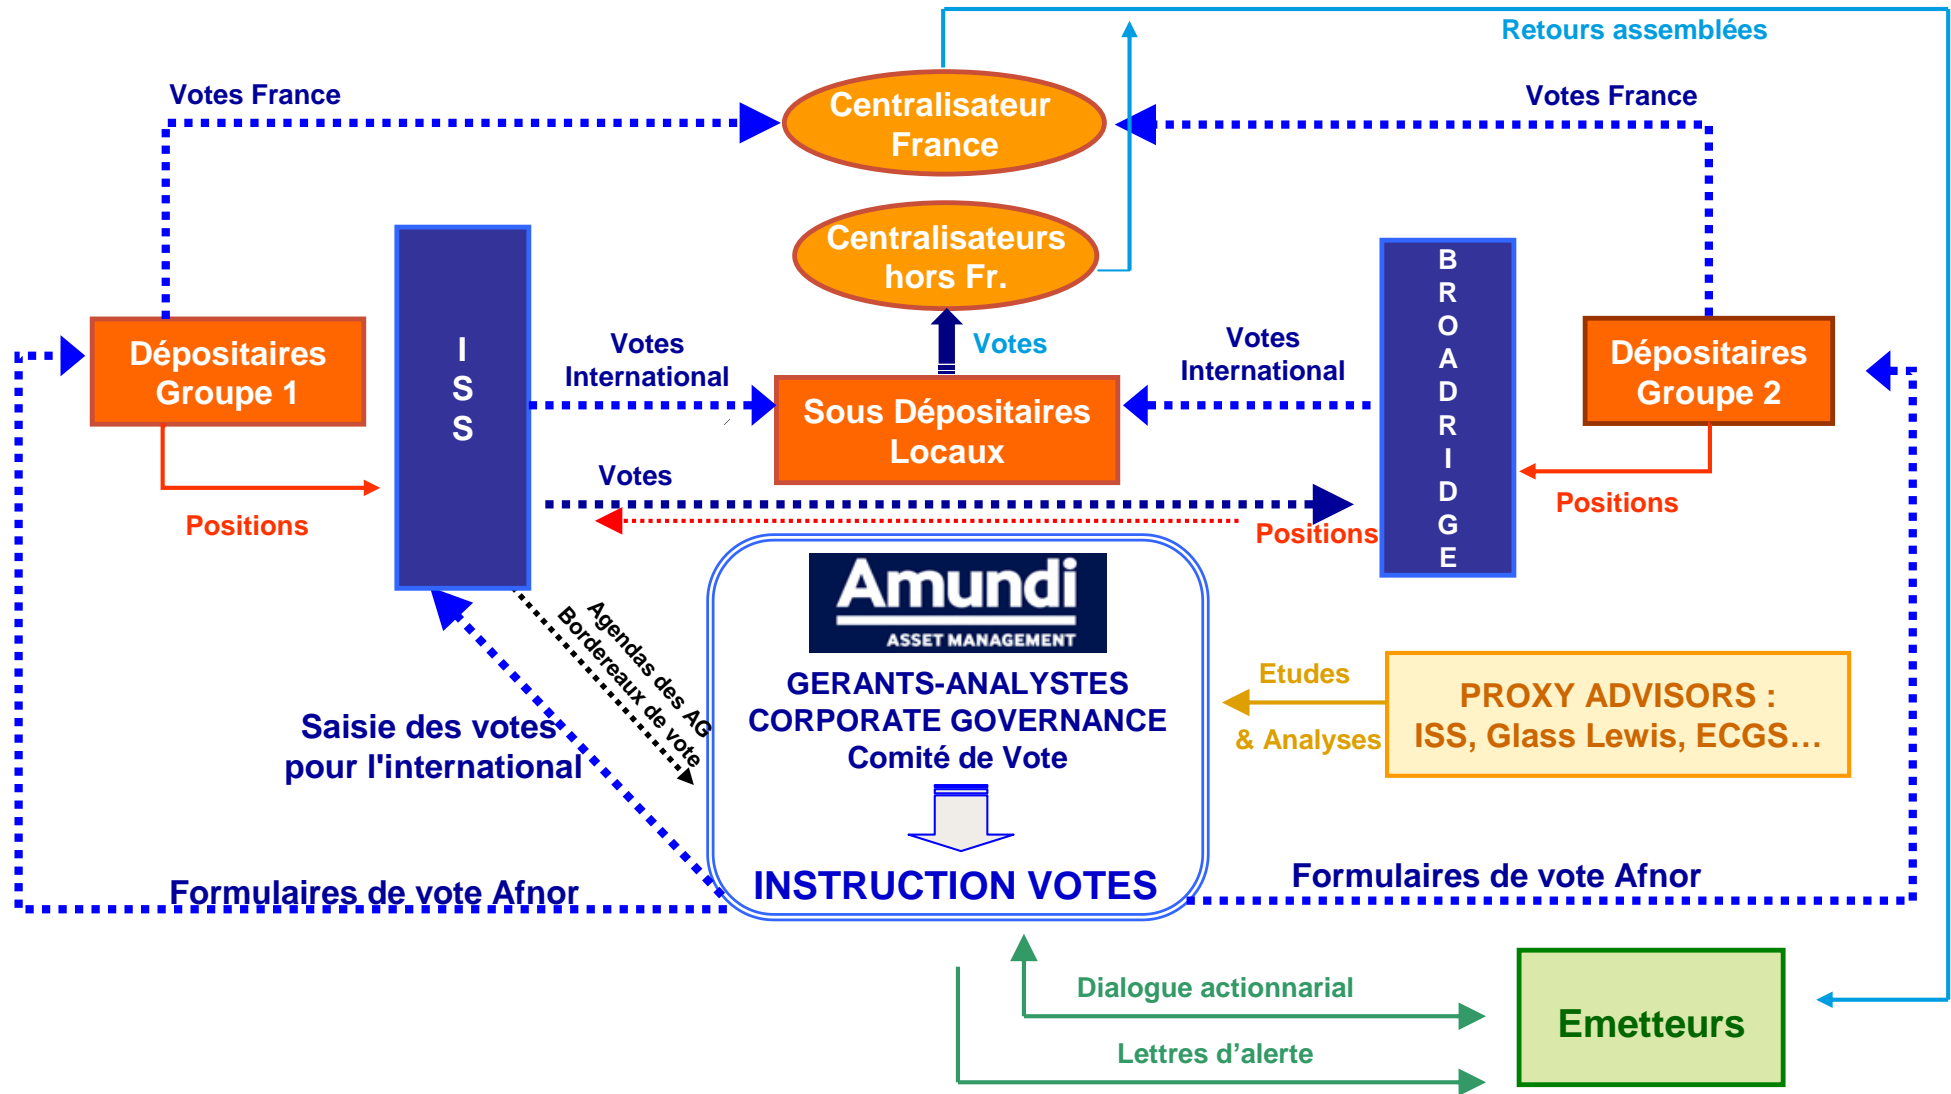 Retours assemblées
Votes France
Votes France
Centralisateur
France
Centralisateurs
hors Fr.
I
S
S
B
R
O
A
D
R
I
D
G
E
Dépositaires
Groupe 1
Votes
International
Votes
Votes
International
Dépositaires
Groupe 2
Sous Dépositaires
Locaux
Votes
Positions
Positions
Positions
Amundi
ASSET MANAGEMENT
Agendas des AG
Bordereaux de vote
GERANTS-ANALYSTES
CORPORATE GOVERNANCE
Comité de Vote
Etudes
& Analyses
PROXY ADVISORS :
ISS, Glass Lewis, ECGS…
Saisie des votes
pour l'international
INSTRUCTION VOTES
Formulaires de vote Afnor
Formulaires de vote Afnor
Dialogue actionnarial
Lettres d’alerte
Emetteurs